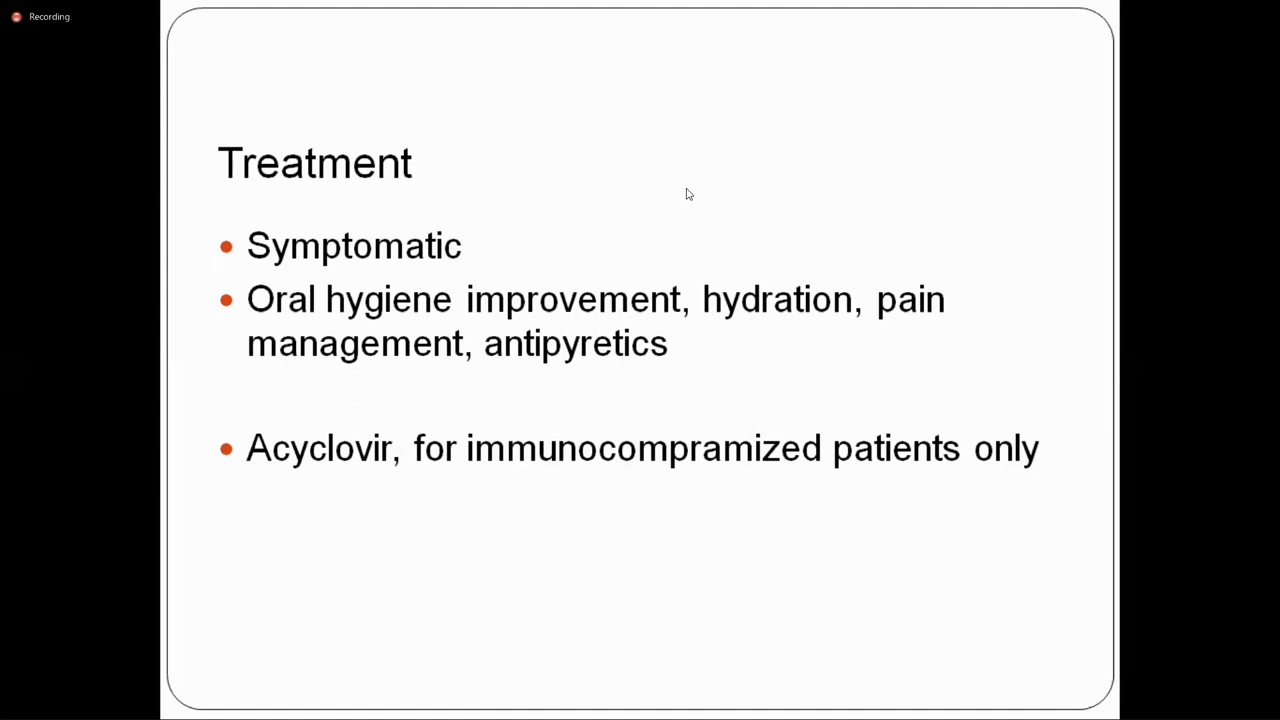 Recording
Treatment
Symptomatic
Oral hygiene improvement, hydration, pain
management, antipyretics
Acyclovir, for immunocompramized patients only